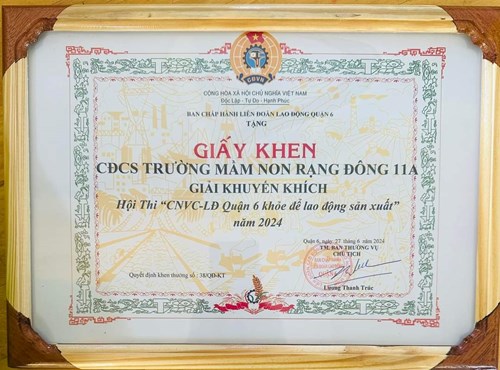 CĐVN
CỘNG HÒA XÃ HỘI CHỦ NGHĨA VIỆT NAM
Độc Lập - Tự Do - Hạnh Phúc
BAN CHẤP HÀNH LIÊN ĐOÀN LAO ĐỘNG QUẬN 6
TẶNG
GIẤY KHEN
CĐCS TRƯỜNG MẦM NON RẠNG ĐÔNG 11A
GIẢI KHUYẾN KHÍCH
Hội Thi “CNVC-LĐ Quận 6 khỏe để lao động sản xuất”
năm 2024
Quận 6, ngày 27 tháng 6 năm 2024
TM. BAN THƯỜNG VỤ
CHỦ TỊCH
Quyết định khen thưởng số 38/QĐ-KT
Lương Thanh Trúc